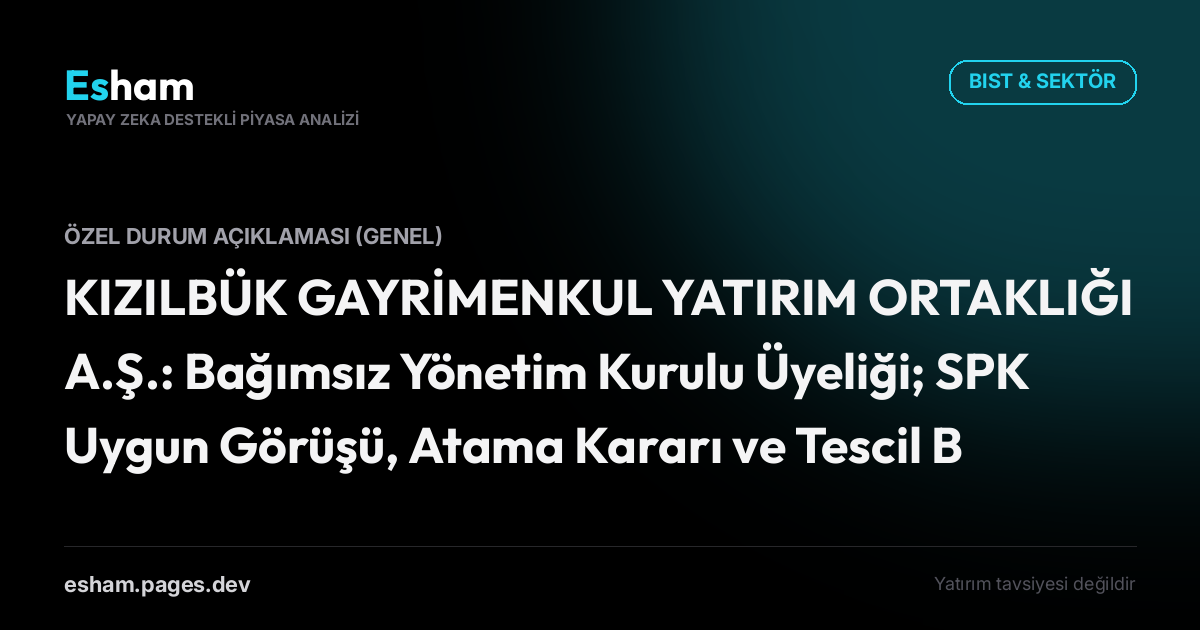 Esham
YAPAY ZEKA DESTEKLİ PİYASA ANALİZİ
BIST & SEKTÖR
ÖZEL DURUM AÇIKLAMASI (GENEL)
KIZILBÜK GAYRİMENKUL YATIRIM ORTAKLIĞI
A.Ş.: Bağımsız Yönetim Kurulu Üyeliği; SPK
Uygun Görüşü, Atama Kararı ve Tescil B
esham.pages.dev
Yatırım tavsiyesi değildir